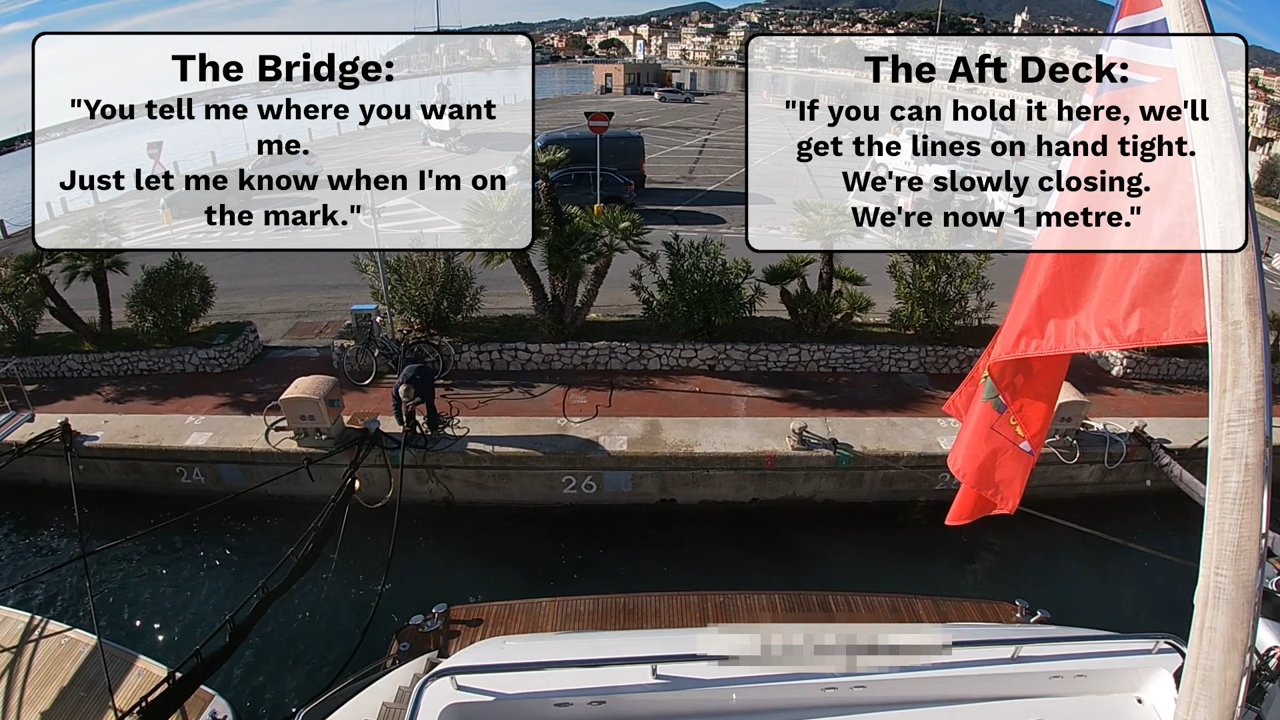 The Bridge:
"You tell me where you want
me.
Just let me know when I'm on
the mark."
The Aft Deck:
"If you can hold it here, we'll
get the lines on hand tight.
We're slowly closing.
We're now 1 metre."
24
26